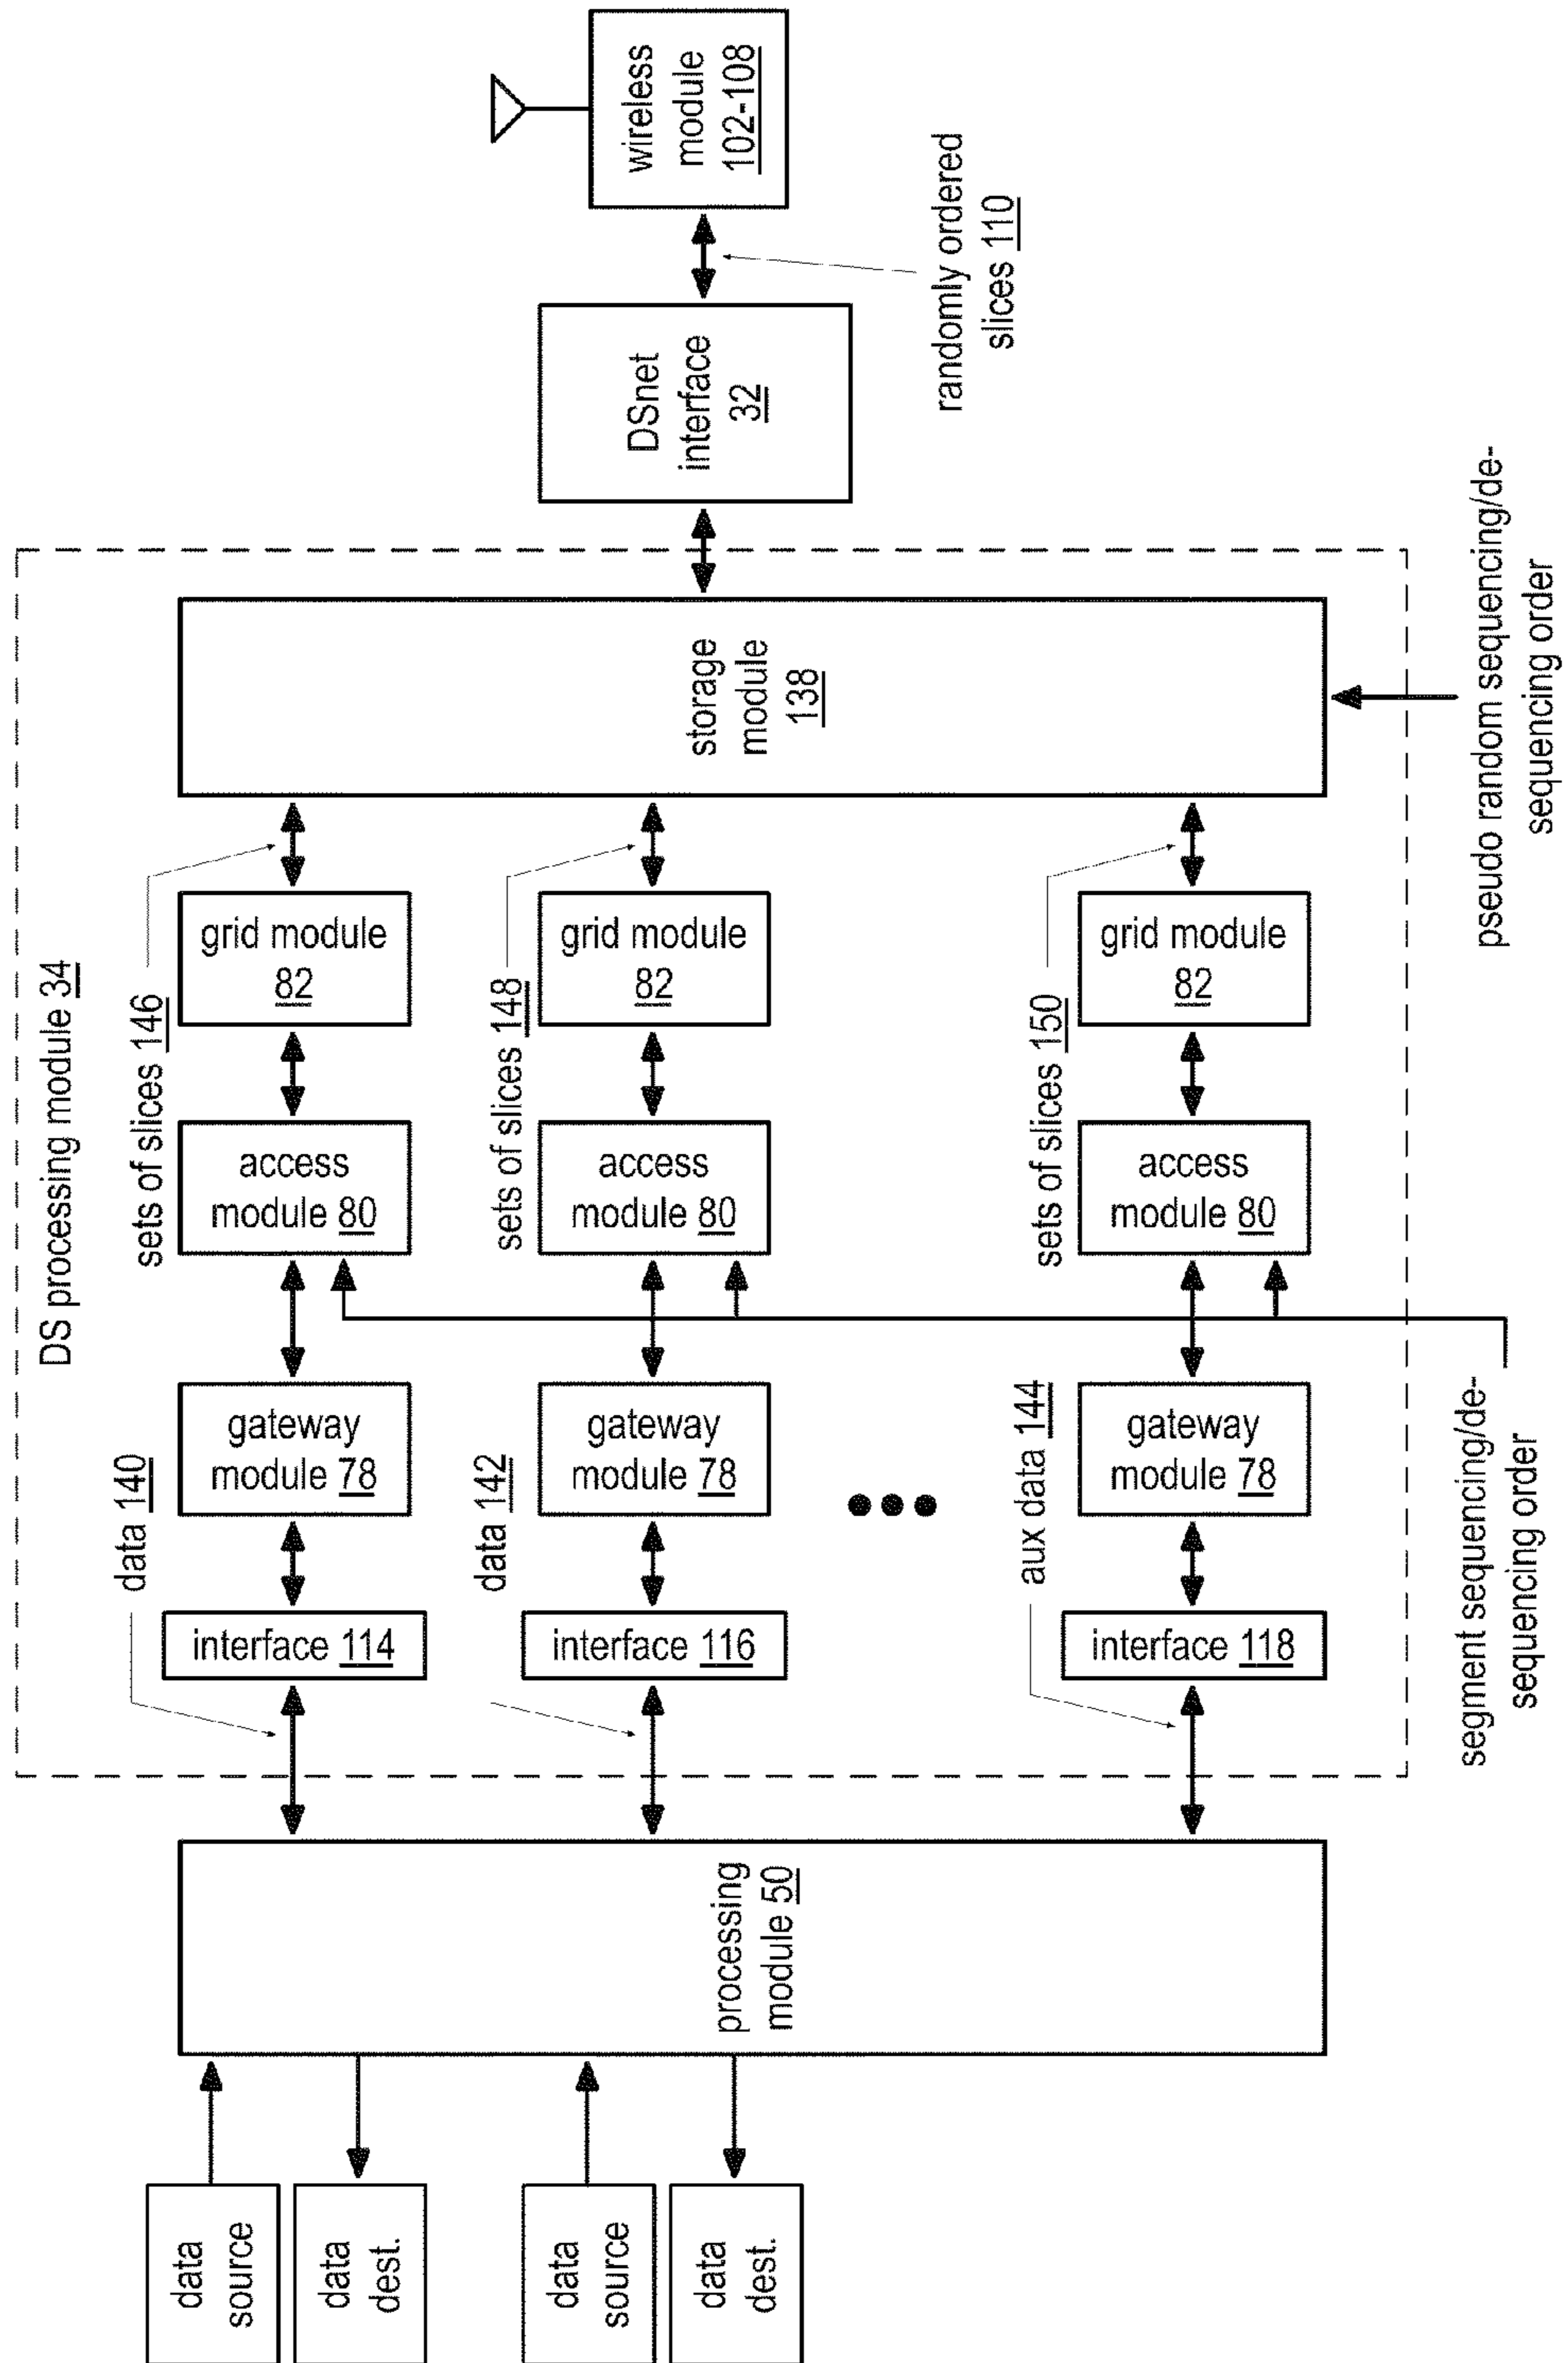 DS processing module 34
data
source
data
dest.
data
source
data
dest.
processing
module 50
data 140
interface 114
gateway
module 78
access
module 80
sets of slices 146
grid module
82
data 142
interface 116
gateway
module 78
access
module 80
sets of slices 148
grid module
82
aux data 144
interface 118
gateway
module 78
access
module 80
sets of slices 150
grid module
82
storage
module
138
DSnet
interface
32
wireless
module
102-108
randomly ordered
slices 110
segment sequencing/de-
sequencing order
pseudo random sequencing/de-
sequencing order